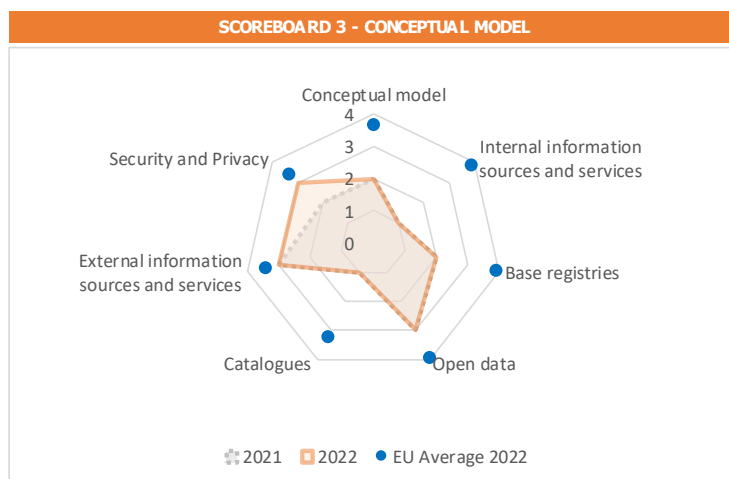 SCOREBOARD 3 - CONCEPTUAL MODEL
Conceptual model
4
3
2
1
0
Internal information
sources and services
Base registries
Open data
Catalogues
External information
sources and services
Security and Privacy
2021
2022
EU Average 2022